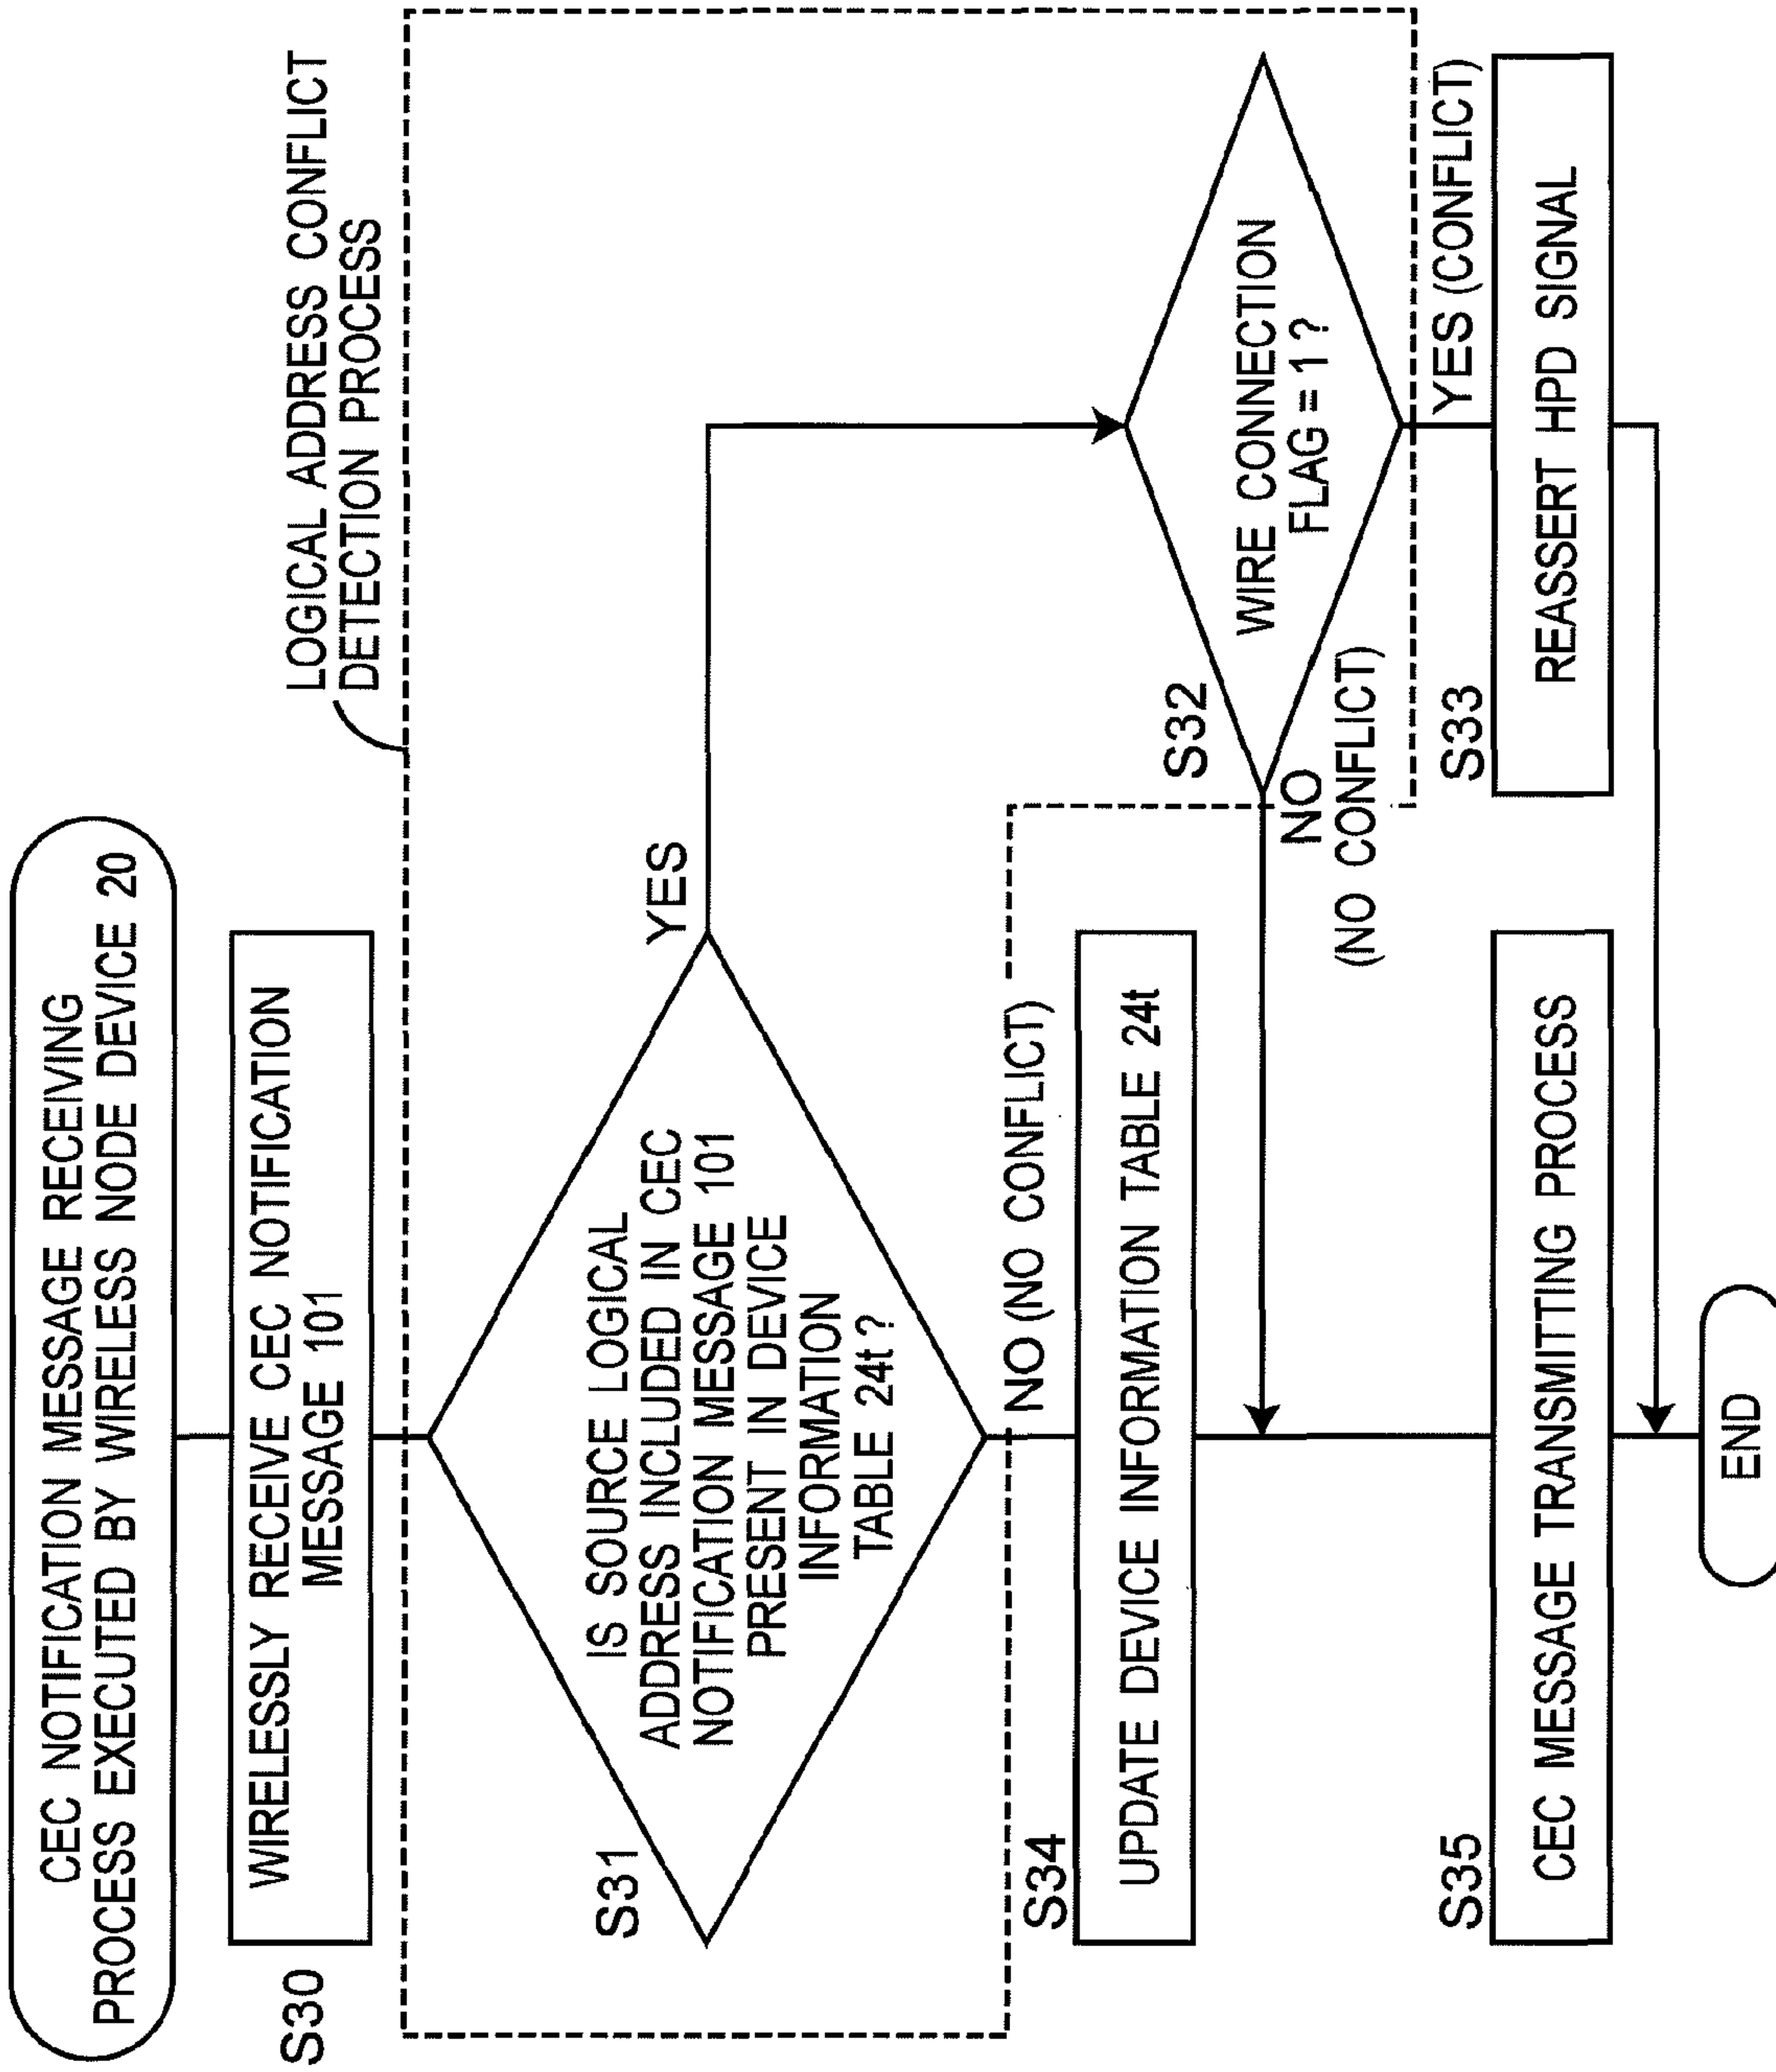 CEC NOTIFICATION MESSAGE RECEIVING
PROCESS EXECUTED BY WIRELESS NODE DEVICE 20
S30
WIRELESSLY RECEIVE CEC NOTIFICATION
MESSAGE 101
LOGICAL ADDRESS CONFLICT
DETECTION PROCESS
S31
IS SOURCE LOGICAL
ADDRESS INCLUDED IN CEC
NOTIFICATION MESSAGE 101
PRESENT IN DEVICE
INFORMATION
TABLE 24t ?
YES
NO (NO CONFLICT)
S32
WIRE CONNECTION
FLAG = 1 ?
NO
(NO CONFLICT)
YES (CONFLICT)
S34
UPDATE DEVICE INFORMATION TABLE 24t
S33
REASSERT HPD SIGNAL
S35
CEC MESSAGE TRANSMITTING PROCESS
END